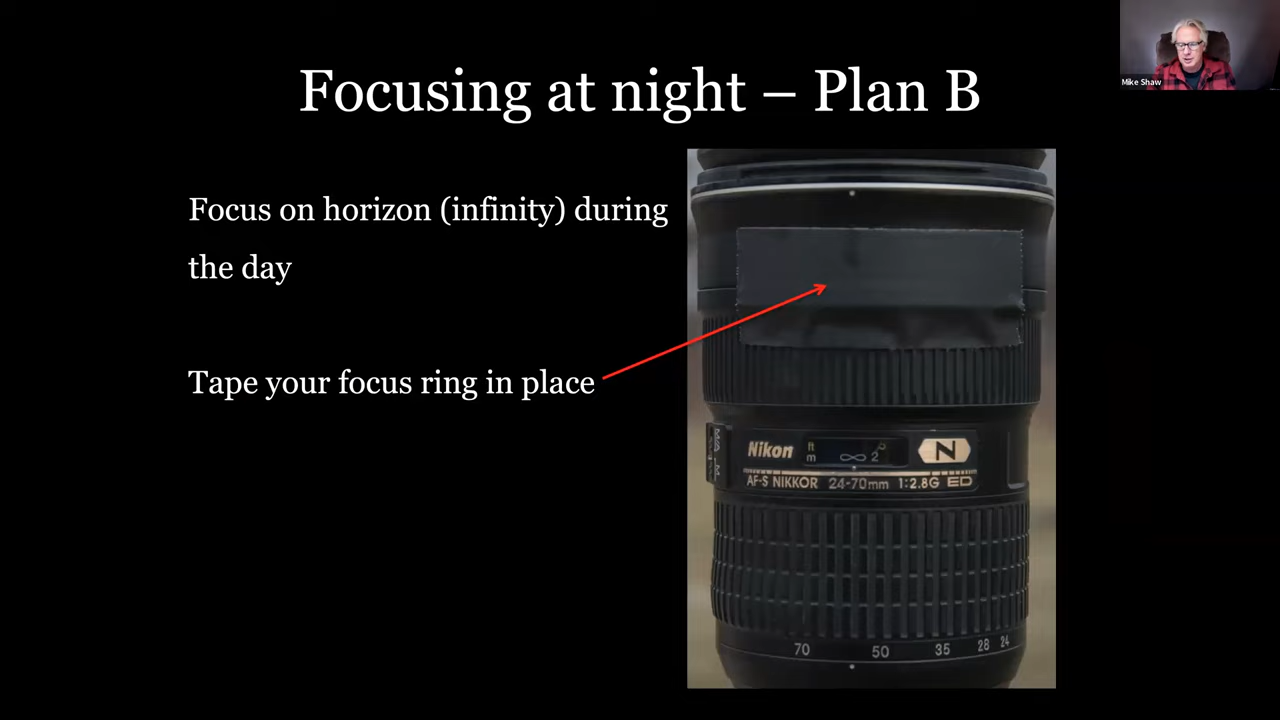 Focusing at night – Plan B
Mike Shaw
Focus on horizon (infinity) during
the day
Tape your focus ring in place
Nikon
ft
m
∞ 2
N
AF-S NIKKOR 24-70mm 1:2.8G ED
70 50 35 28 24